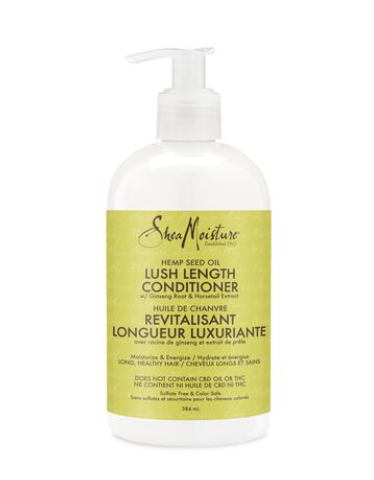 SheaMoisture
Established 1912
HEMP SEED OIL
LUSH LENGTH
CONDITIONER
w/ Ginseng Root & Horsetail Extract
HUILE DE CHANVRE
REVITALISANT
LONGUEUR LUXURIANTE
avec racine de ginseng et extrait de prêle
Moisturize & Energize / Hydrate et énergise
LONG, HEALTHY HAIR / CHEVEUX LONGS ET SAINS
DOES NOT CONTAIN CBD OIL OR THC
NE CONTIENT NI HUILE DE CBD NI THC
Sulfate Free & Color Safe
Sans sulfates et sécuritaire pour les cheveux colorés
384 mL